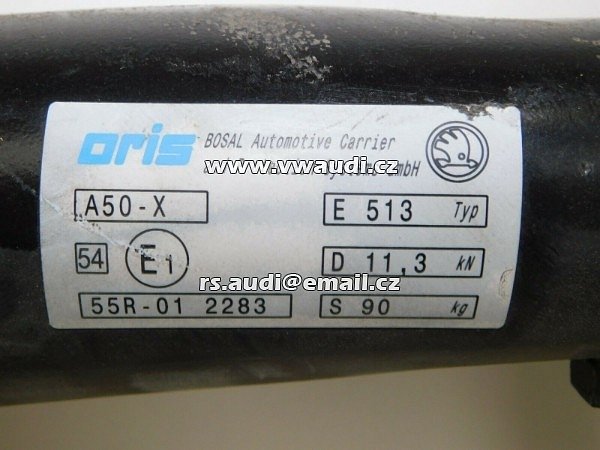 oris BOSAL Automotive Carrier
www.vwaudi.cz
GmbH
A50-X E 513 Typ
54 E1 D 11,3 kN
rs.audi@email.cz
55R-01 2283 S 90 kg